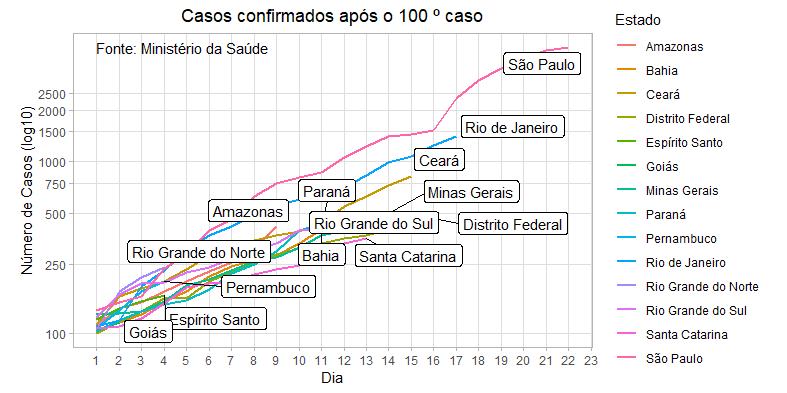 Casos confirmados após o 100 º caso
Fonte: Ministério da Saúde
Número de Casos (log10)
2500
2000
1500
1000
750
500
250
100
São Paulo
Rio de Janeiro
Ceará
Paraná
Minas Gerais
Amazonas
Rio Grande do Sul
Distrito Federal
Rio Grande do Norte
Bahia
Santa Catarina
Pernambuco
Espírito Santo
Goiás
1 2 3 4 5 6 7 8 9 10 11 12 13 14 15 16 17 18 19 20 21 22 23
Dia
Estado
Amazonas
Bahia
Ceará
Distrito Federal
Espírito Santo
Goiás
Minas Gerais
Paraná
Pernambuco
Rio de Janeiro
Rio Grande do Norte
Rio Grande do Sul
Santa Catarina
São Paulo